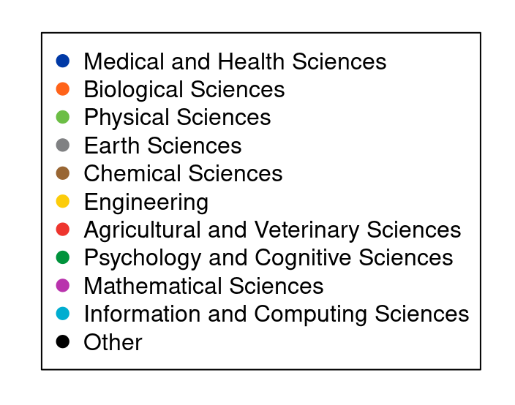 Medical and Health Sciences
Biological Sciences
Physical Sciences
Earth Sciences
Chemical Sciences
Engineering
Agricultural and Veterinary Sciences
Psychology and Cognitive Sciences
Mathematical Sciences
Information and Computing Sciences
Other